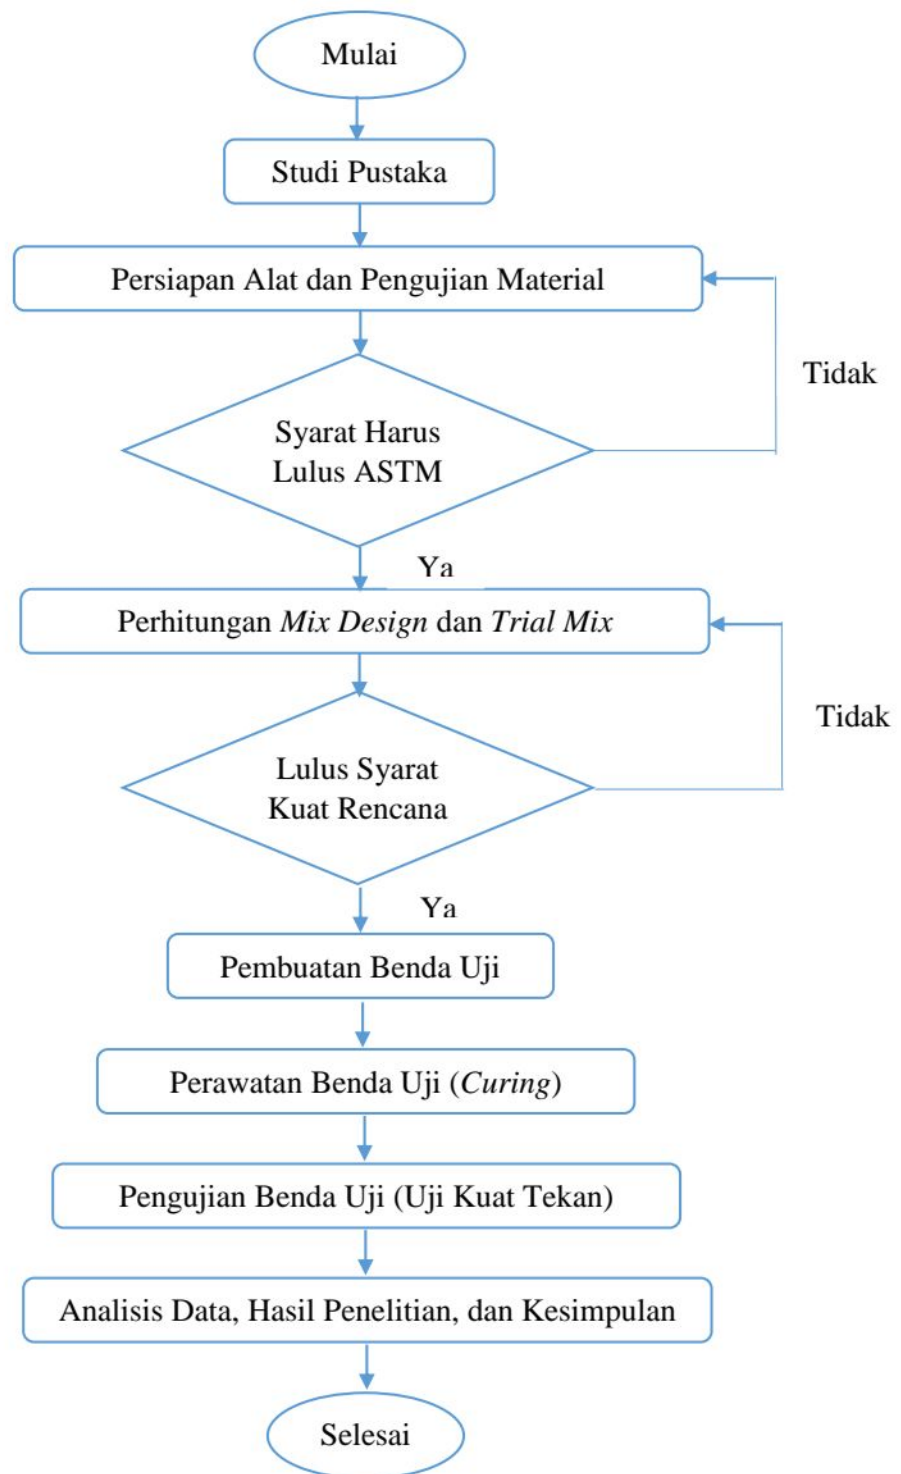 Mulai
Studi Pustaka
Persiapan Alat dan Pengujian Material
Tidak
Syarat Harus
Lulus ASTM
Ya
Perhitungan Mix Design dan Trial Mix
Tidak
Lulus Syarat
Kuat Rencana
Ya
Pembuatan Benda Uji
Perawatan Benda Uji (Curing)
Pengujian Benda Uji (Uji Kuat Tekan)
Analisis Data, Hasil Penelitian, dan Kesimpulan
Selesai